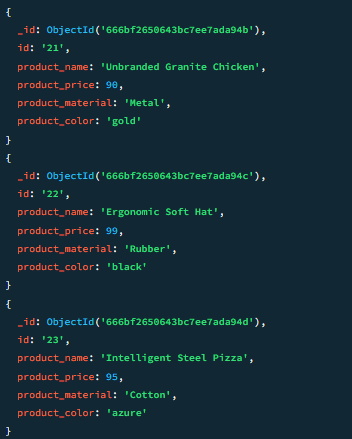 {
_id: ObjectId('666bf2650643bc7ee7ada94b'),
id: '21',
product_name: 'Unbranded Granite Chicken',
product_price: 90,
product_material: 'Metal',
product_color: 'gold'
}
{
_id: ObjectId('666bf2650643bc7ee7ada94c'),
id: '22',
product_name: 'Ergonomic Soft Hat',
product_price: 99,
product_material: 'Rubber',
product_color: 'black'
}
{
_id: ObjectId('666bf2650643bc7ee7ada94d'),
id: '23',
product_name: 'Intelligent Steel Pizza',
product_price: 95,
product_material: 'Cotton',
product_color: 'azure'
}